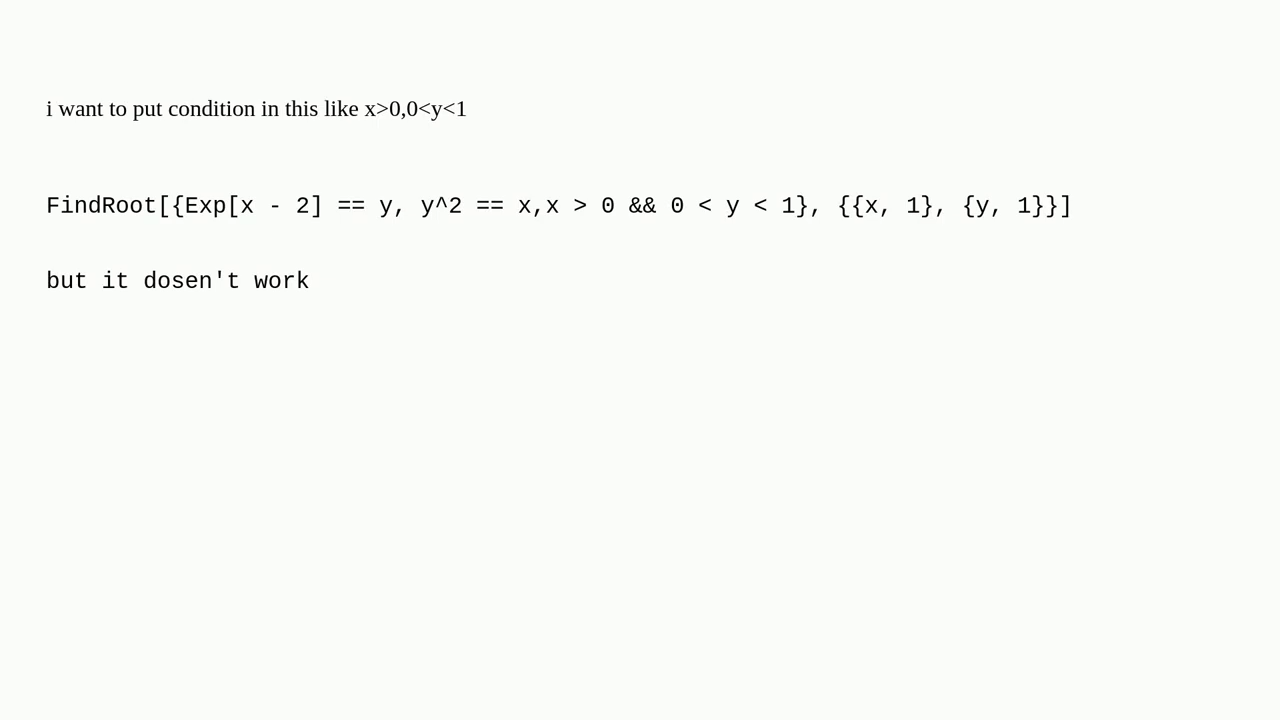 i want to put condition in this like x>0,0<y<1
FindRoot[{Exp[x - 2] == y, y^2 == x,x > 0 && 0 < y < 1}, {{x, 1}, {y, 1}}]
but it dosen't work